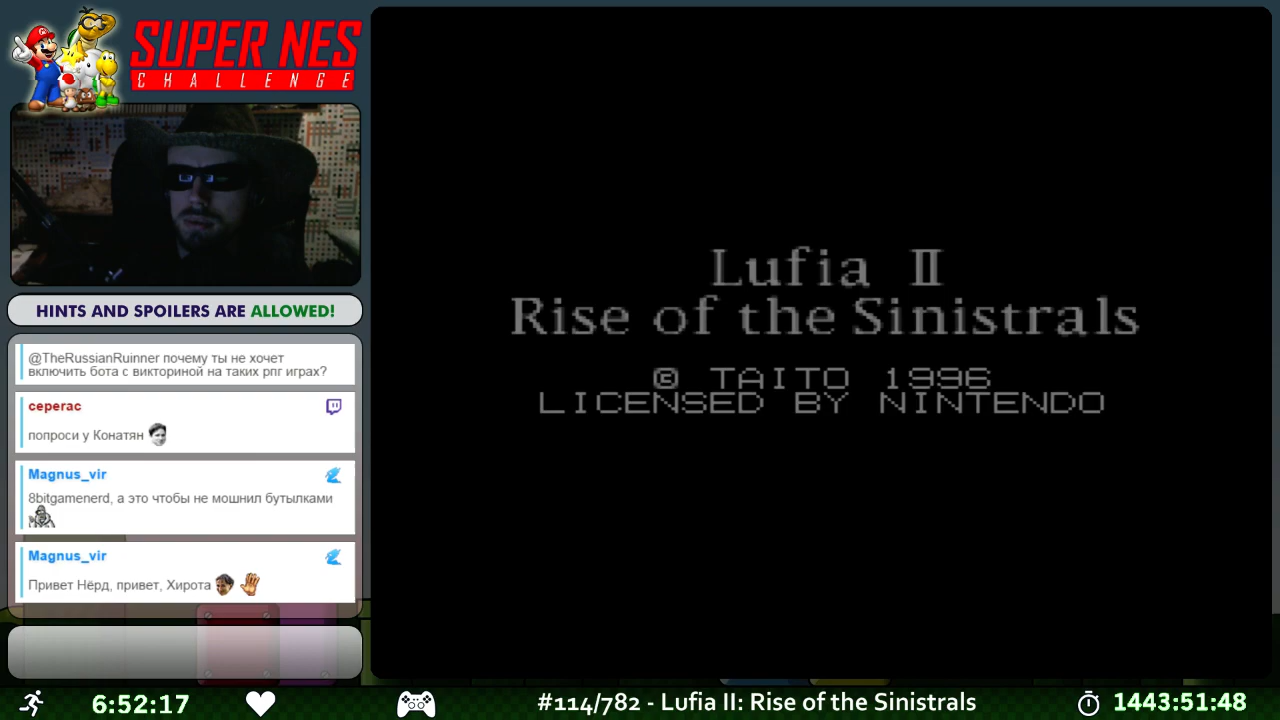 SUPER NES
CHALLENGE
HINTS AND SPOILERS ARE ALLOWED!
@TheRussianRuinner почему ты не хочет
включить бота с викториной на таких рпг играх?
ceperac
попроси у Конатян
Magnus_vir
8bitgamenerd, а это чтобы не мошнил бутылками
Magnus_vir
Привет Нёрд, привет, Хирота
Lufia II
Rise of the Sinistrals
© TAITO 1996
LICENSED BY NINTENDO
6:52:17
#114/782 - Lufia II: Rise of the Sinistrals
1443:51:48